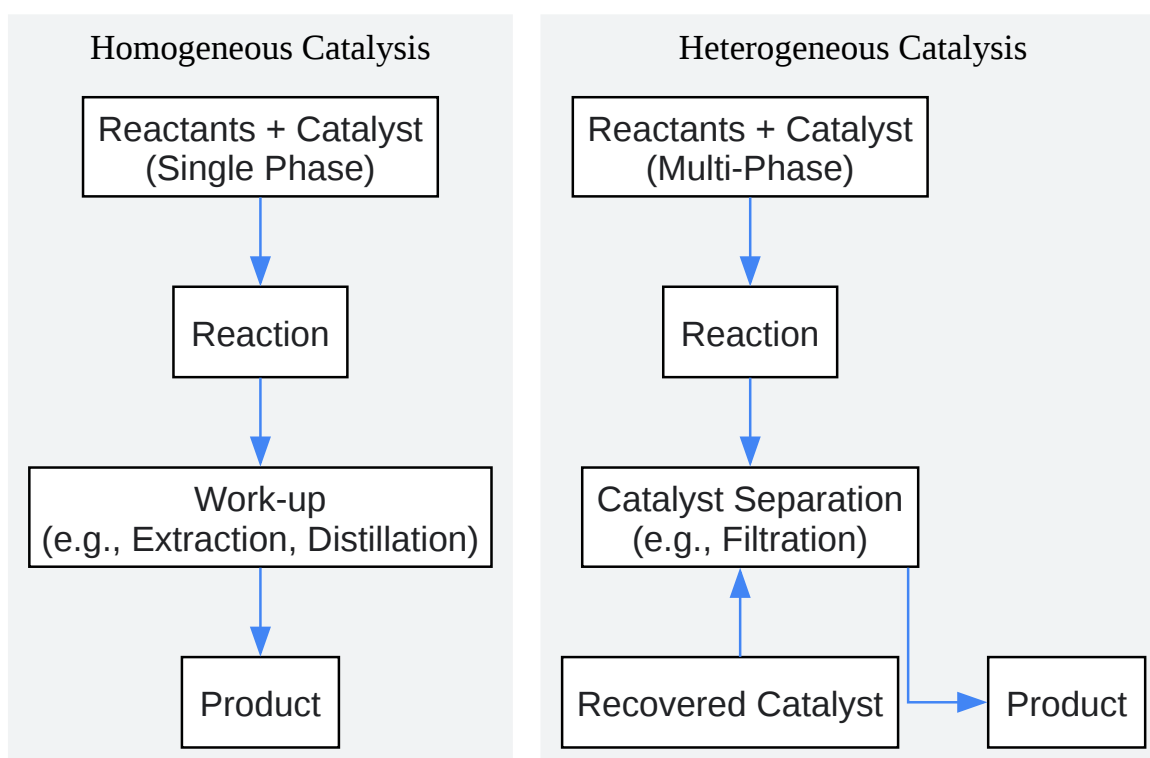 Homogeneous Catalysis
Reactants + Catalyst
(Single Phase)
Reaction
Work-up
(e.g., Extraction, Distillation)
Product
Heterogeneous Catalysis
Reactants + Catalyst
(Multi-Phase)
Reaction
Catalyst Separation
(e.g., Filtration)
Recovered Catalyst
Product